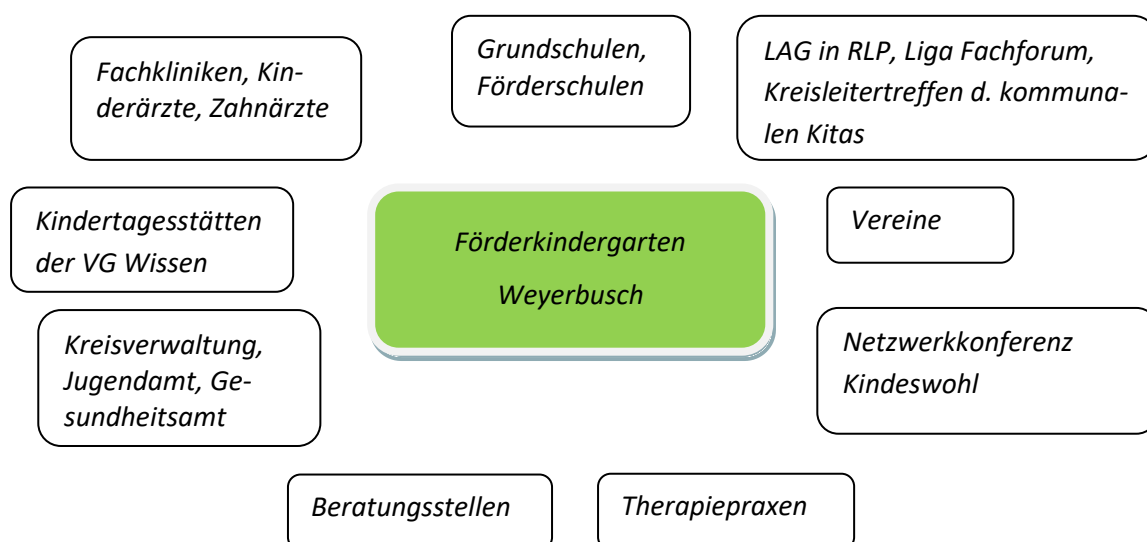 Fachkliniken, Kin-
derärzte, Zahnärzte
Grundschulen,
Förderschulen
LAG in RLP, Liga Fachforum,
Kreisleitertreffen d. kommuna-
len Kitas
Kindertagesstätten
der VG Wissen
Förderkindergarten
Weyerbusch
Vereine
Kreisverwaltung,
Jugendamt, Ge-
sundheitsamt
Netzwerkkonferenz
Kindeswohl
Beratungsstellen
Therapiepraxen